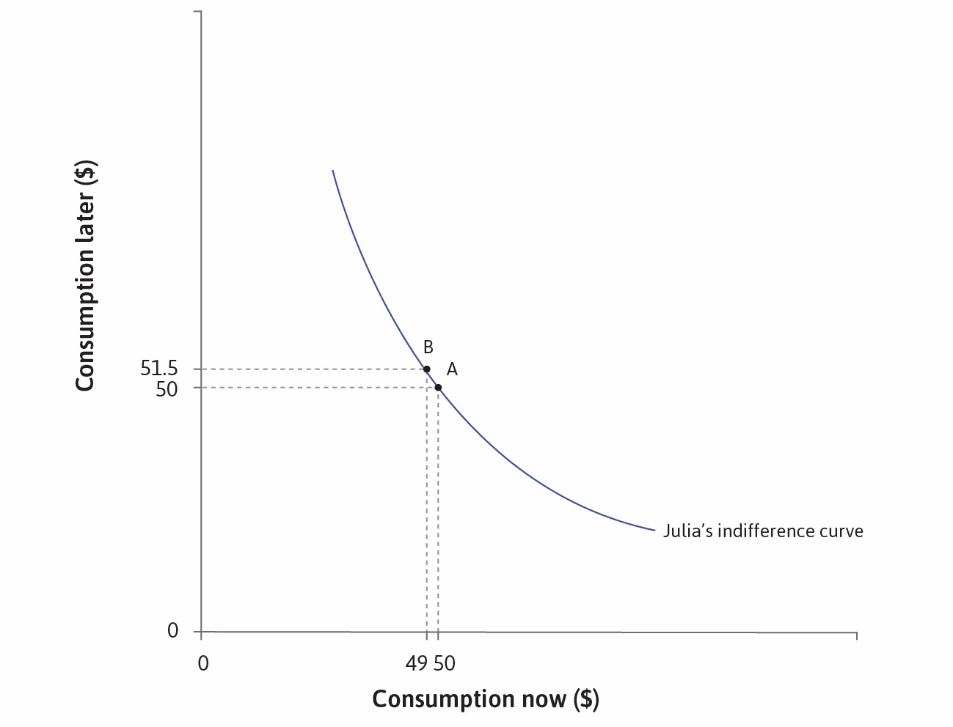 Consumption later ($)
B
51.5
A
50
Julia's indifference curve
0
0
49 50
Consumption now ($)